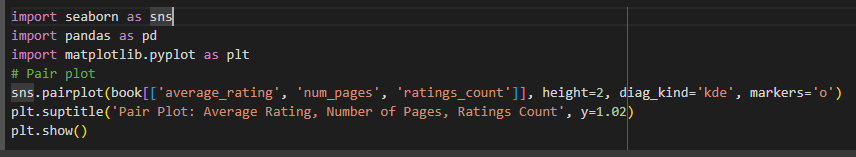 import seaborn as sns
import pandas as pd
import matplotlib.pyplot as plt
# Pair plot
sns.pairplot(book[['average_rating', 'num_pages', 'ratings_count']], height=2, diag_kind='kde', markers='o')
plt.suptitle('Pair Plot: Average Rating, Number of Pages, Ratings Count', y=1.02)
plt.show()